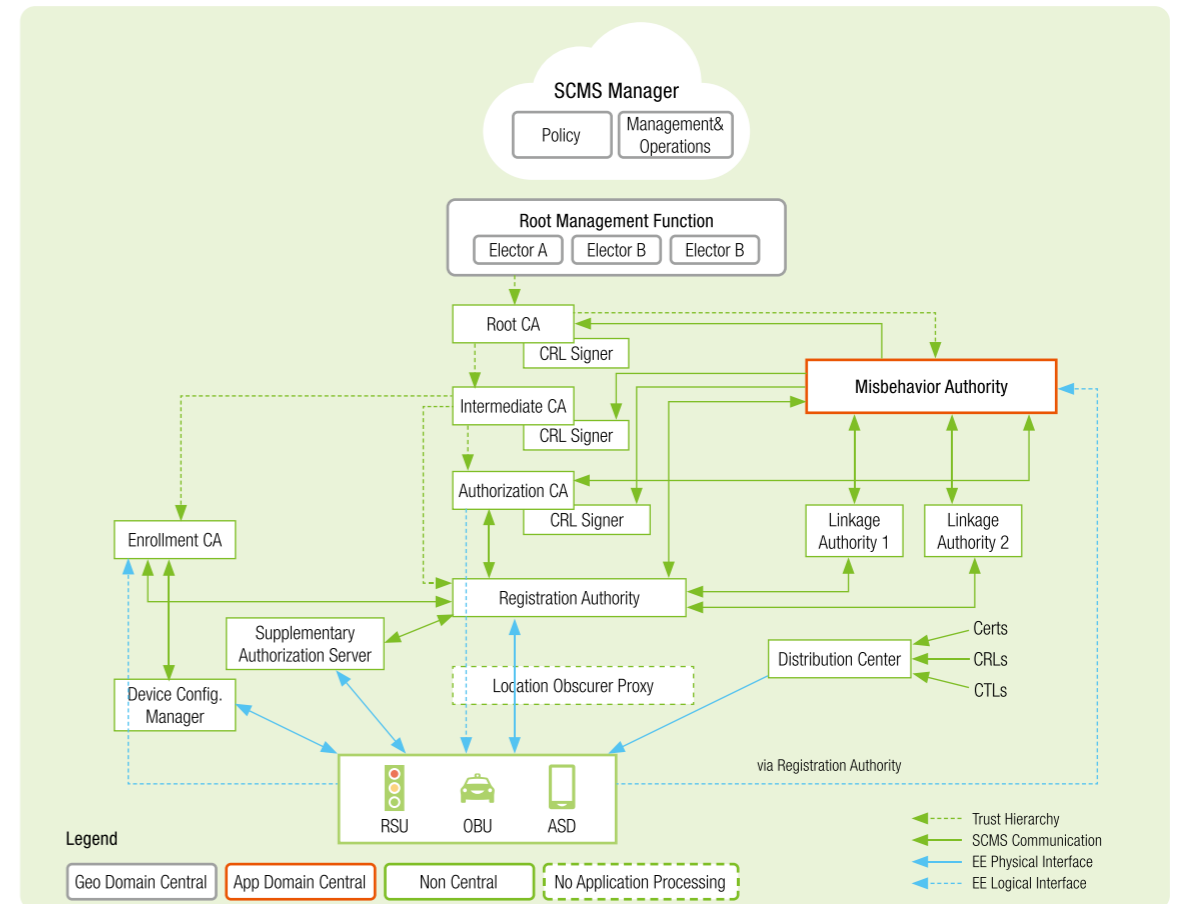 SCMS Manager
Policy
Management&
Operations
Root Management Function
Elector A
Elector B
Elector B
Root CA
CRL Signer
Misbehavior Authority
Intermediate CA
CRL Signer
Authorization CA
CRL Signer
Linkage
Authority 1
Linkage
Authority 2
Enrollment CA
Registration Authority
Supplementary
Authorization Server
Certs
Distribution Center
CRLs
CTLs
Location Obscurer Proxy
Device Config.
Manager
via Registration Authority
RSU
OBU
ASD
Legend
Geo Domain Central
App Domain Central
Non Central
No Application Processing
Trust Hierarchy
SCMS Communication
EE Physical Interface
EE Logical Interface